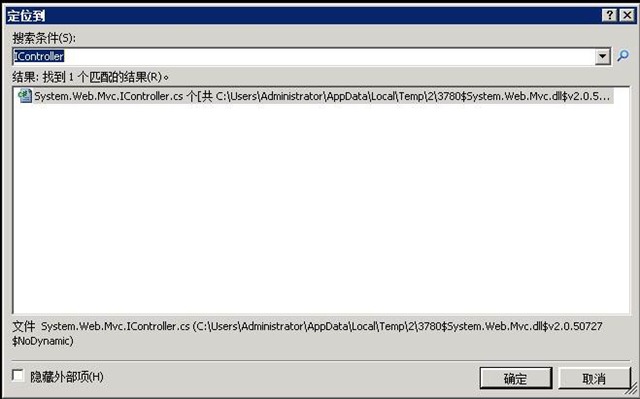 定位到
搜索条件(S):
IController
结果: 找到 1 个匹配的结果(R)。
System.Web.Mvc.IController.cs 个[共 C:\Users\Administrator\AppData\Local\Temp\2\3780$System.Web.Mvc.dll$v2.0.5...
文件 System.Web.Mvc.IController.cs (C:\Users\Administrator\AppData\Local\Temp\2\3780$System.Web.Mvc.dll$v2.0.50727
$NoDynamic)
隐藏外部项(H)
确定
取消